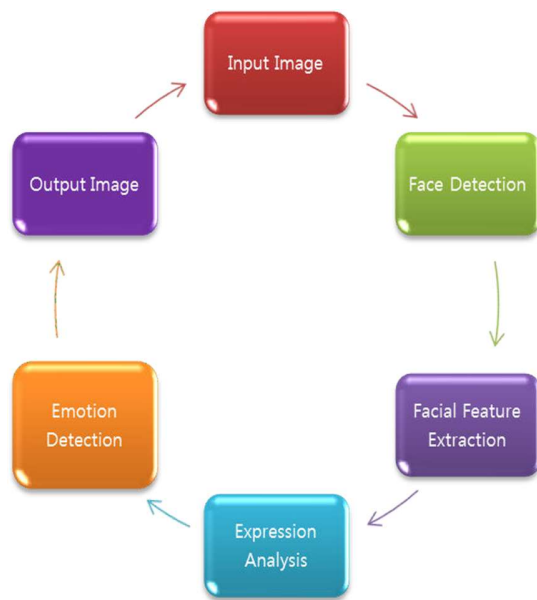 Input Image
Face Detection
Facial Feature
Extraction
Expression
Analysis
Emotion
Detection
Output Image